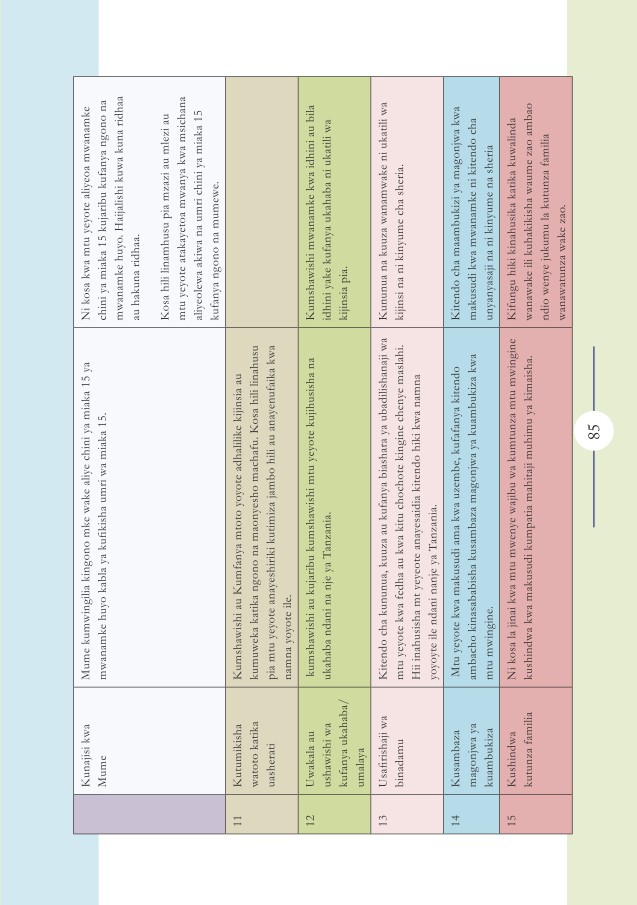 Kunajisi kwa
Mume
Mume kumwingilia kingono mke wake aliye chini ya miaka 15 ya
mwanamke huyo kabla ya kufikisha umri wa miaka 15.
Ni kosa kwa mtu yeyote aliyeoa mwanamke
chini ya miaka 15 kujaribu kufanya ngono na
mwanamke huyo. Haijalishi kuwa kuna ridhaa
au hakuna ridhaa.
Kosa hili linamhusu pia mzazi au mlezi au
mtu yeyote atakayetoa mwanya kwa msichana
aliyeolewa akiwa na umri chini ya miaka 15
kufanya ngono na mumewe.
11
Kutumikisha
watoto katika
uasherati
Kumshawishi au Kumfanya mtoto yoyote adhalilike kijinsia au
kumuweka katika ngono na maonyesho machafu. Kosa hili linahusu
pia mtu yeyote anayeshiriki kutimiza jambo hili au anayenufaika kwa
namna yoyote ile.
12
Uwakala au
ushawishi wa
kufanya ukahaba/
umalaya
kumshawishi au kujaribu kumshawishi mtu yeyote kujihusisha na
ukahaba ndani na nje ya Tanzania.
Kumshawishi mwanamke kwa idhini au bila
idhini yake kufanya ukahaba ni ukatili wa
kijinsia pia.
13
Usafirishaji wa
binadamu
Kitendo cha kununua, kuuza au kufanya biashara ya ubadilishanaji wa
mtu yeyote kwa fedha au kwa kitu chochote kingine chenye maslahi.
Hii inahusisha mt yeyeote anayesaidia kitendo hiki kwa namna
yoyoyte ile ndani nanje ya Tanzania.
Kununua na kuuza wanamwake ni ukatili wa
kijinsi na ni kinyume cha sheria.
14
Kusambaza
magonjwa ya
kuambukiza
Mtu yeyote kwa makusudi ama kwa uzembe, kufafanya kitendo
ambacho kinasababisha kusambaza magonjwa ya kuambukiza kwa
mtu mwingine.
Kitendo cha maambukizi ya magonjwa kwa
makusudi kwa mwanamke ni kitendo cha
unyanyasaji na ni kinyume na sheria
15
Kushindwa
kutunza familia
Ni kosa la jinai kwa mtu mwenye wajibu wa kumtunza mtu mwingine
kushindwa kwa makusudi kumpatia mahitaji muhimu ya kimaisha.
Kifungu hiki kinahusika katika kuwalinda
wanawake ili kuhakikisha waume zao ambao
ndio wenye jukumu la kutunza familia
wanawatunza wake zao.
85